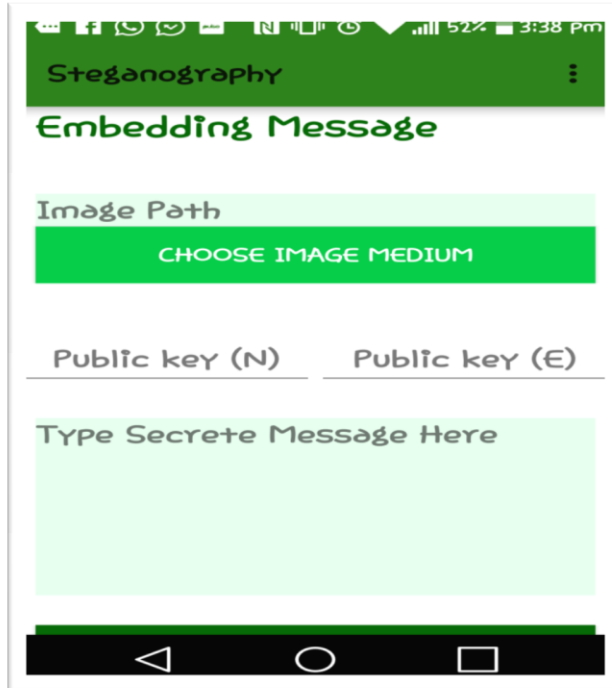 52% 3:38 pm
Steganography
Embedding Message
Image Path
CHOOSE IMAGE MEDIUM
Public key (N) Public key (E)
Type Secrete Message Here